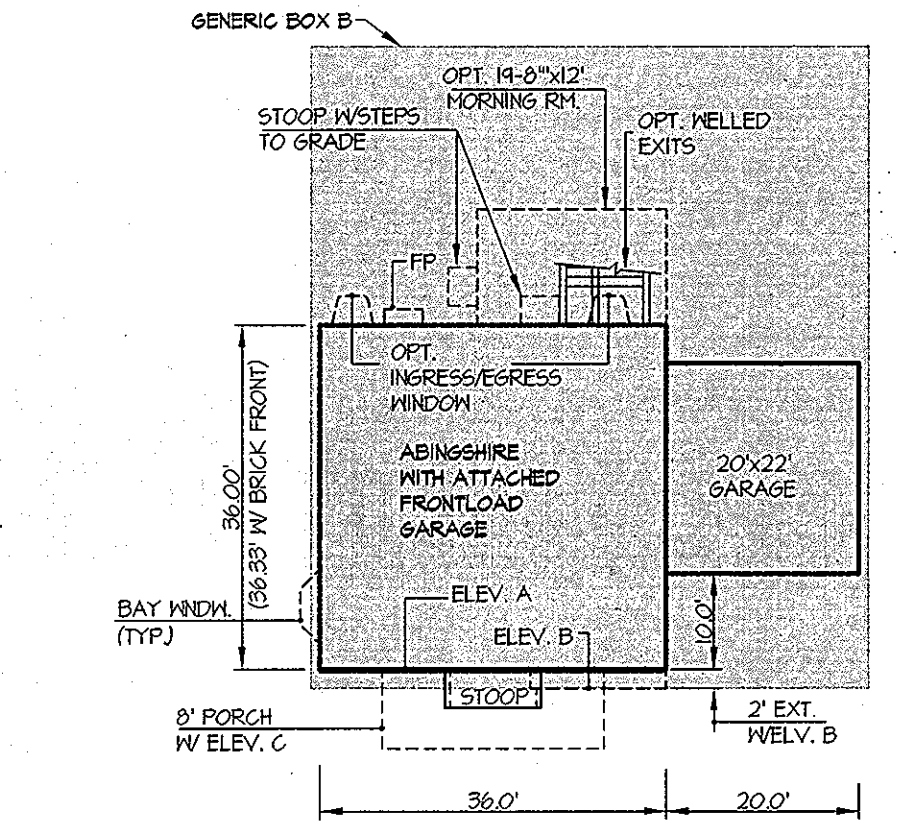 GENERIC BOX B
OPT. 19-8"'x12'
MORNING RM.
STOOP W/STEPS
TO GRADE
OPT. WELLED
EXITS
FP
OPT.
INGRESS/EGRESS
WINDOW
36.00'
(36.33' W/ BRICK FRONT)
ABINGSHIRE
WITH ATTACHED
FRONTLOAD
GARAGE
20'x22'
GARAGE
BAY WNDW.
(TYP.)
ELEV. A
ELEV. B
10.0'
STOOP
8' PORCH
W/ ELEV. C
2' EXT.
W/ELV. B
36.0'
20.0'